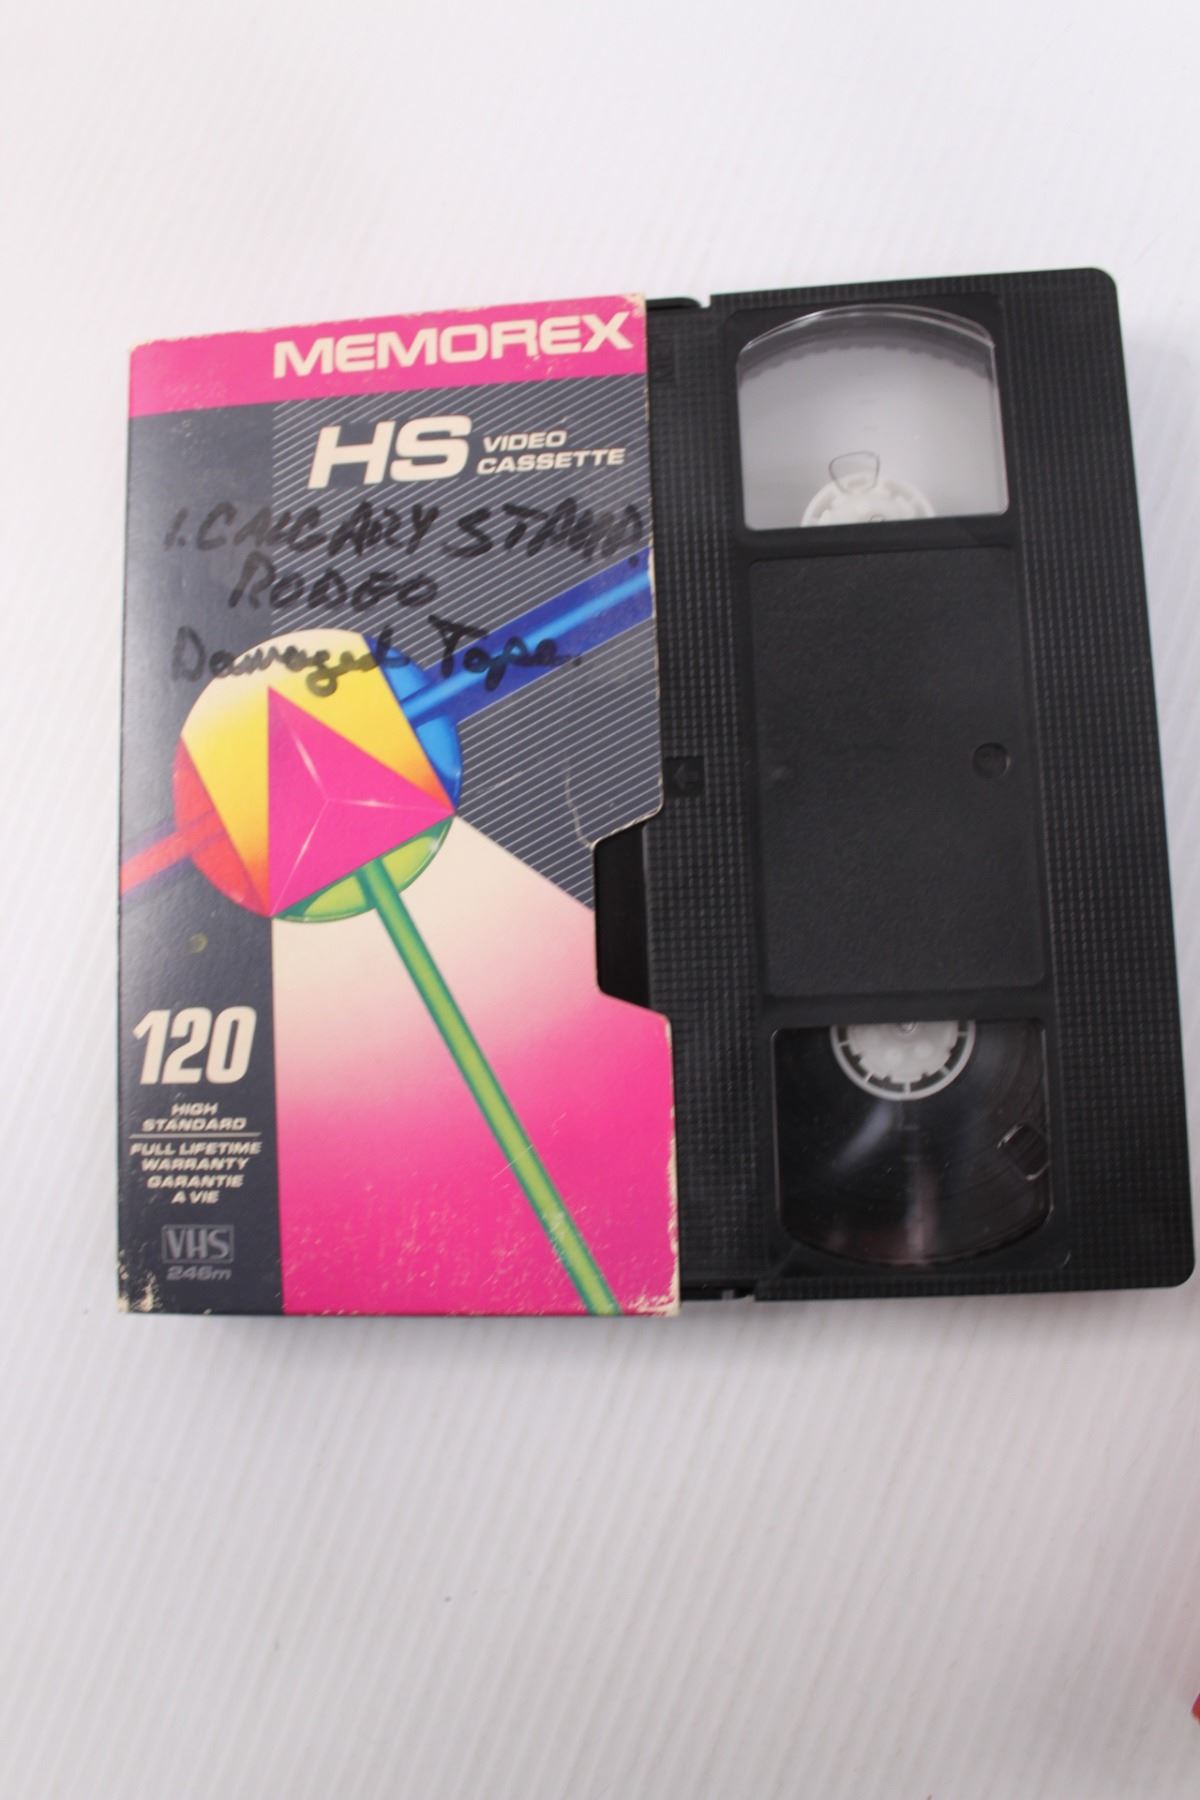 MEMOREX
HS VIDEO
CASSETTE
1. CALGARY STAMP.
RODEO
Damaged Tape.
120
HIGH
STANDARD
FULL LIFETIME
WARRANTY
GARANTIE
A VIE
VHS
246m